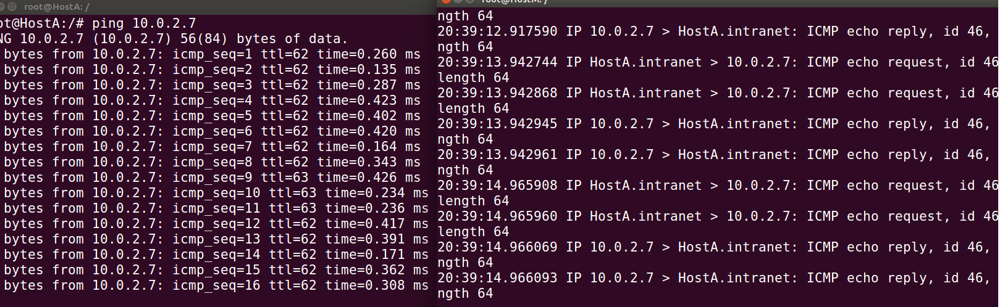 root@HostA: /
ot@HostA:/# ping 10.0.2.7
NG 10.0.2.7 (10.0.2.7) 56(84) bytes of data.
bytes from 10.0.2.7: icmp_seq=1 ttl=62 time=0.260 ms
bytes from 10.0.2.7: icmp_seq=2 ttl=62 time=0.135 ms
bytes from 10.0.2.7: icmp_seq=3 ttl=62 time=0.287 ms
bytes from 10.0.2.7: icmp_seq=4 ttl=62 time=0.423 ms
bytes from 10.0.2.7: icmp_seq=5 ttl=62 time=0.402 ms
bytes from 10.0.2.7: icmp_seq=6 ttl=62 time=0.420 ms
bytes from 10.0.2.7: icmp_seq=7 ttl=62 time=0.164 ms
bytes from 10.0.2.7: icmp_seq=8 ttl=62 time=0.343 ms
bytes from 10.0.2.7: icmp_seq=9 ttl=63 time=0.426 ms
bytes from 10.0.2.7: icmp_seq=10 ttl=63 time=0.234 ms
bytes from 10.0.2.7: icmp_seq=11 ttl=63 time=0.236 ms
bytes from 10.0.2.7: icmp_seq=12 ttl=62 time=0.417 ms
bytes from 10.0.2.7: icmp_seq=13 ttl=62 time=0.391 ms
bytes from 10.0.2.7: icmp_seq=14 ttl=62 time=0.171 ms
bytes from 10.0.2.7: icmp_seq=15 ttl=62 time=0.362 ms
bytes from 10.0.2.7: icmp_seq=16 ttl=62 time=0.308 ms
root@HostM: /
ngth 64
20:39:12.917590 IP 10.0.2.7 > HostA.intranet: ICMP echo reply, id 46,
ngth 64
20:39:13.942744 IP HostA.intranet > 10.0.2.7: ICMP echo request, id 46
length 64
20:39:13.942868 IP HostA.intranet > 10.0.2.7: ICMP echo request, id 46
length 64
20:39:13.942945 IP 10.0.2.7 > HostA.intranet: ICMP echo reply, id 46,
ngth 64
20:39:13.942961 IP 10.0.2.7 > HostA.intranet: ICMP echo reply, id 46,
ngth 64
20:39:14.965908 IP HostA.intranet > 10.0.2.7: ICMP echo request, id 46
length 64
20:39:14.965960 IP HostA.intranet > 10.0.2.7: ICMP echo request, id 46
length 64
20:39:14.966069 IP 10.0.2.7 > HostA.intranet: ICMP echo reply, id 46,
ngth 64
20:39:14.966093 IP 10.0.2.7 > HostA.intranet: ICMP echo reply, id 46,
ngth 64